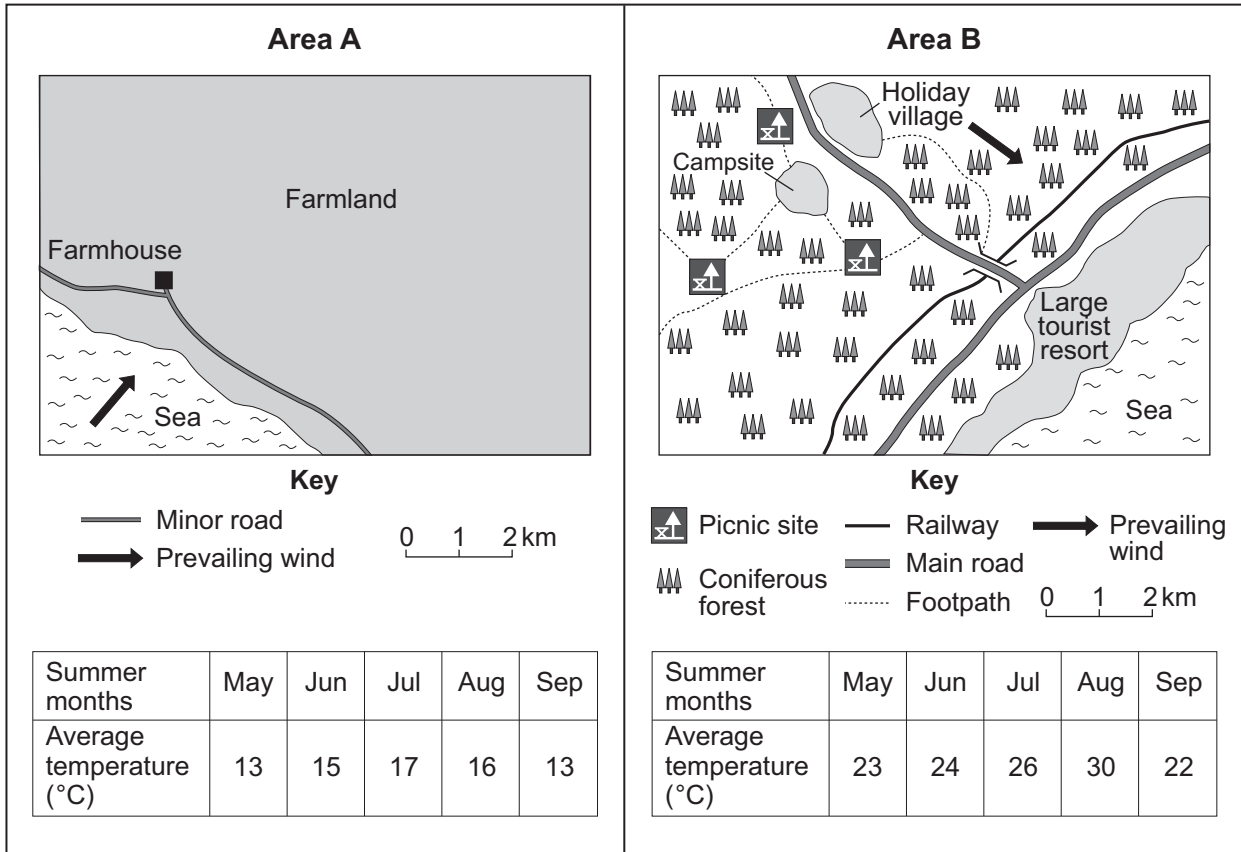 Area A
Farmland
Farmhouse
Sea
Key
Minor road
Prevailing wind
0 1 2 km
Summer months May Jun Jul Aug Sep
Average temperature (°C) 13 15 17 16 13
Area B
Holiday
village
Campsite
Large
tourist
resort
Sea
Key
Picnic site
Railway
Prevailing
wind
Coniferous
forest
Main road
Footpath
0 1 2 km
Summer months May Jun Jul Aug Sep
Average temperature (°C) 23 24 26 30 22